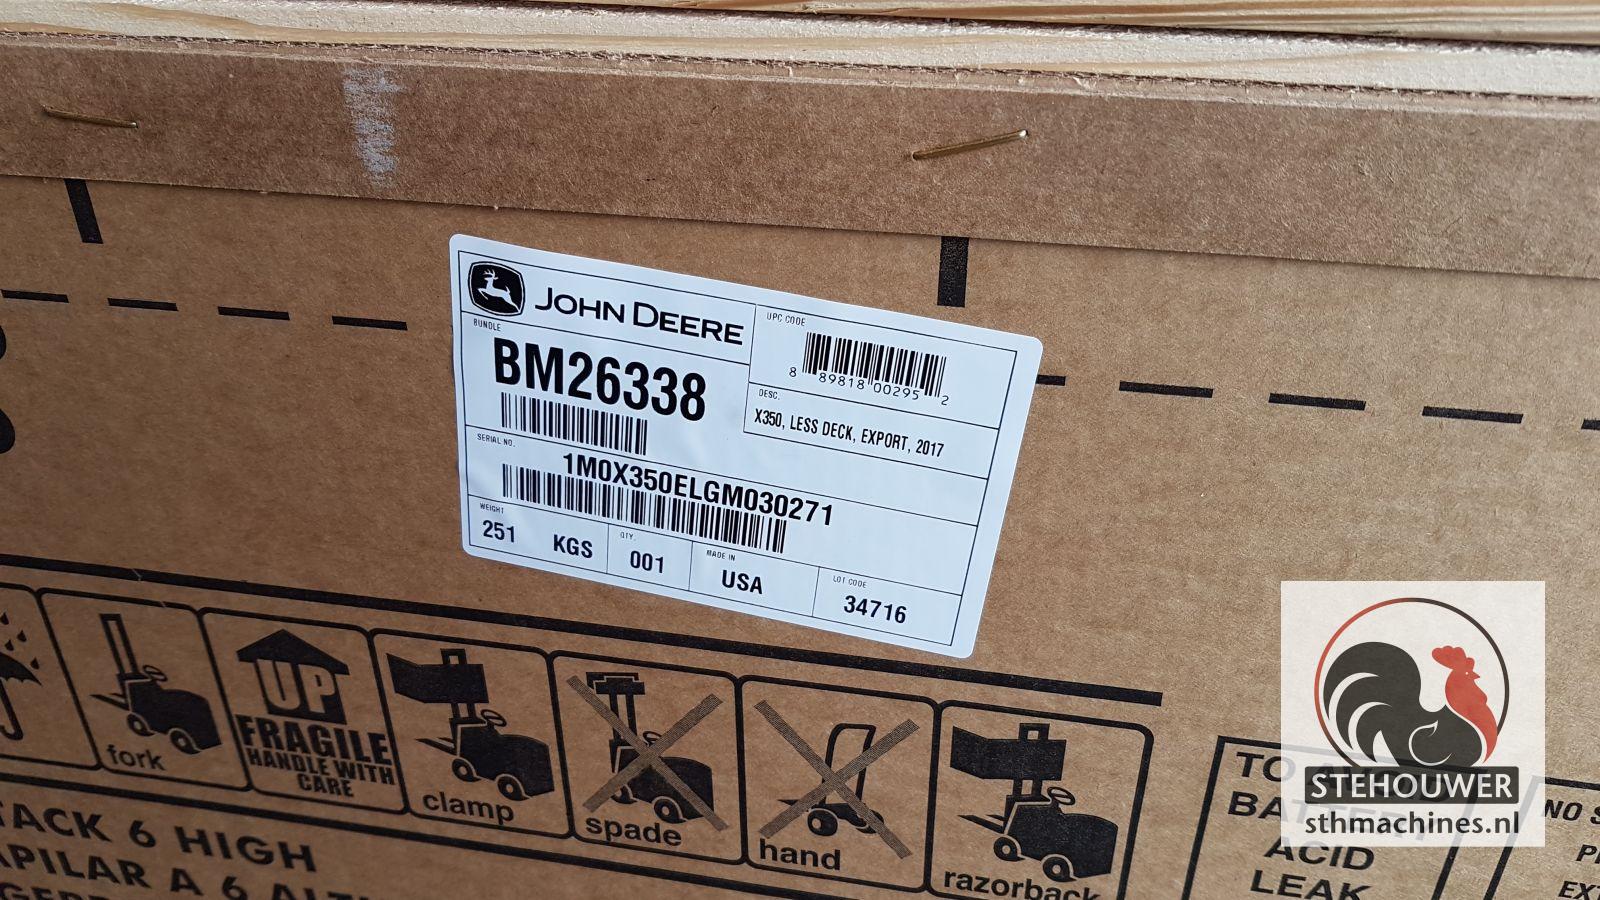 JOHN DEERE
UPC CODE
8 89818 00295 2
BUNDLE
BM26338
DESC.
X350, LESS DECK, EXPORT, 2017
SERIAL NO.
1M0X350ELGM030271
WEIGHT
251 KGS
QTY.
001
MADE IN
USA
LOT CODE
34716
fork
UP
FRAGILE
HANDLE WITH
CARE
clamp
spade
hand
razorback
TACK 6 HIGH
APILAR A 6
TO
BATTERY
ACID
LEAK
NO
STEHOUWER
sthmachines.nl